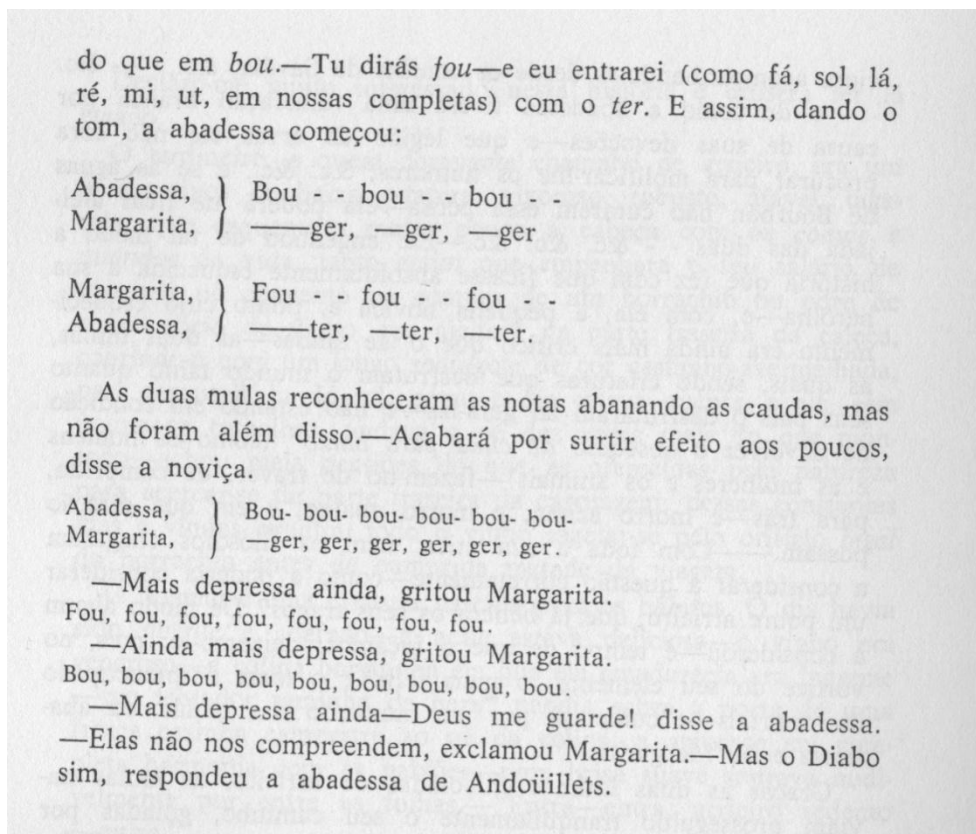 do que em bou.—Tu dirás fou—e eu entrarei (como fá, sol, lá,
ré, mi, ut, em nossas completas) com o ter. E assim, dando o
tom, a abadessa começou:
Abadessa, } Bou - bou - bou -
Margarita, } ——ger, —ger, —ger
Margarita, } Fou - fou - fou -
Abadessa, } ——ter, —ter, —ter.
As duas mulas reconheceram as notas abanando as caudas, mas
não foram além disso.—Acabará por surtir efeito aos poucos,
disse a noviça.
Abadessa, } Bou- bou- bou- bou- bou- bou-
Margarita, } —ger, ger, ger, ger, ger, ger.
—Mais depressa ainda, gritou Margarita.
Fou, fou, fou, fou, fou, fou, fou, fou, fou.
—Ainda mais depressa, gritou Margarita.
Bou, bou, bou, bou, bou, bou, bou, bou, bou.
—Mais depressa ainda—Deus me guarde! disse a abadessa.
—Elas não nos compreendem, exclamou Margarita.—Mas o Diabo
sim, respondeu a abadessa de Andoüillets.